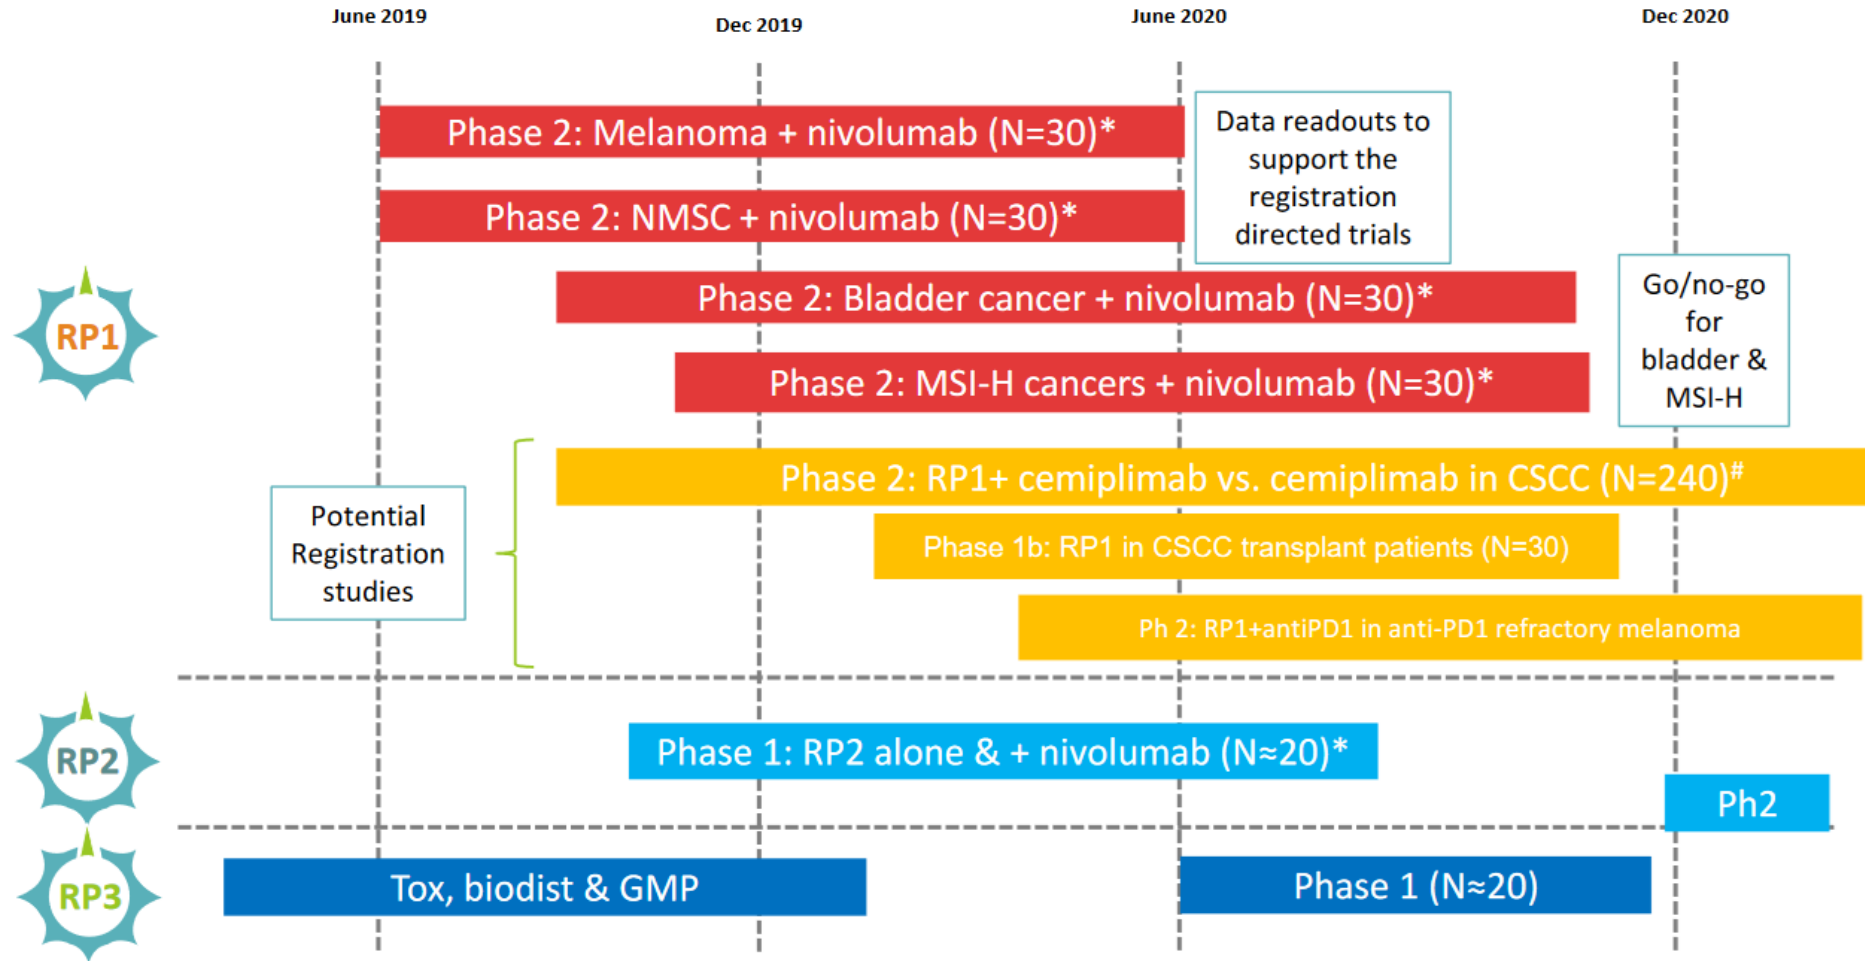 June 2019
Dec 2019
June 2020
Dec 2020
Phase 2: Melanoma + nivolumab (N=30)*
Data readouts to
support the
registration
directed trials
Phase 2: NMSC + nivolumab (N=30)*
RP1
Phase 2: Bladder cancer + nivolumab (N=30)*
Go/no-go
for
bladder &
MSI-H
Phase 2: MSI-H cancers + nivolumab (N=30)*
Potential
Registration
studies
Phase 2: RP1+ cemiplimab vs. cemiplimab in CSCC (N=240)#
Phase 1b: RP1 in CSCC transplant patients (N=30)
Ph 2: RP1+antiPD1 in anti-PD1 refractory melanoma
RP2
Phase 1: RP2 alone & + nivolumab (N≈20)*
Ph2
RP3
Tox, biodist & GMP
Phase 1 (N≈20)